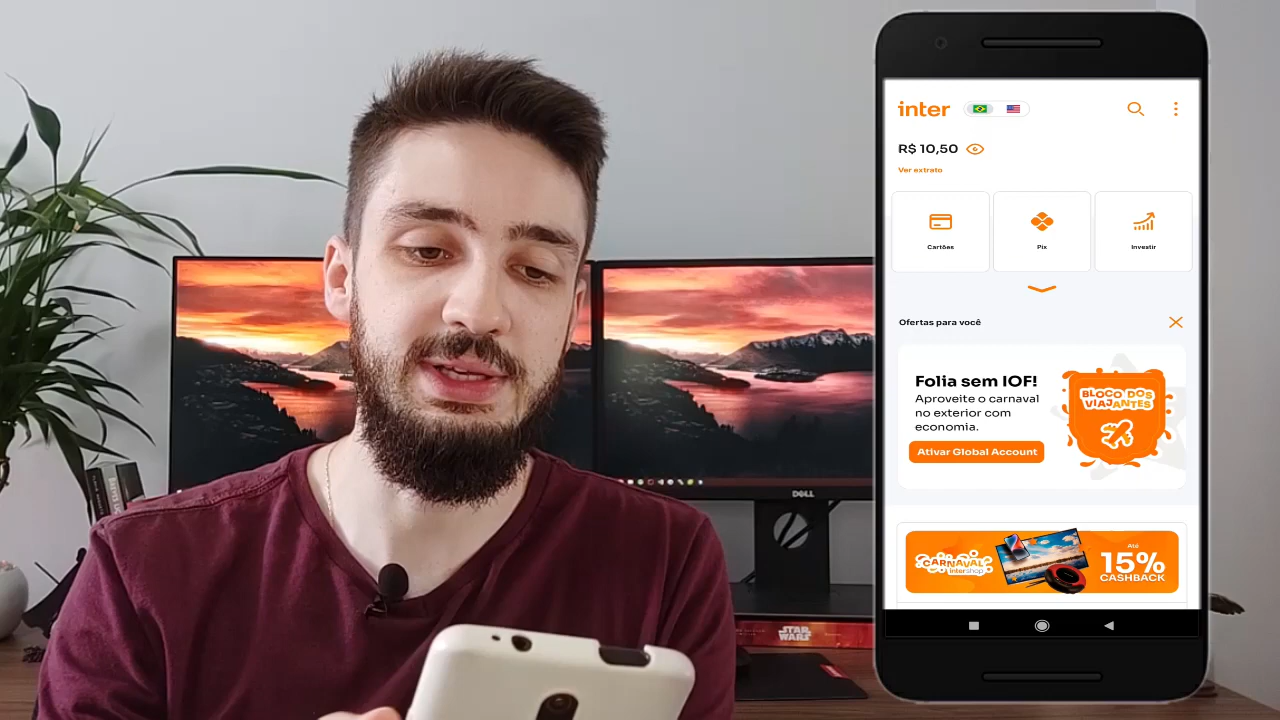 inter
R$ 10,50
Ver extrato
Cartões
Pix
Investir
Ofertas para você
Folia sem IOF!
Aproveite o carnaval
no exterior com
economia.
Ativar Global Account
BLOCO DOS
VIAJANTES
CARNAVAL
inter shop
Até
15%
CASHBACK
DELL
STAR
WARS